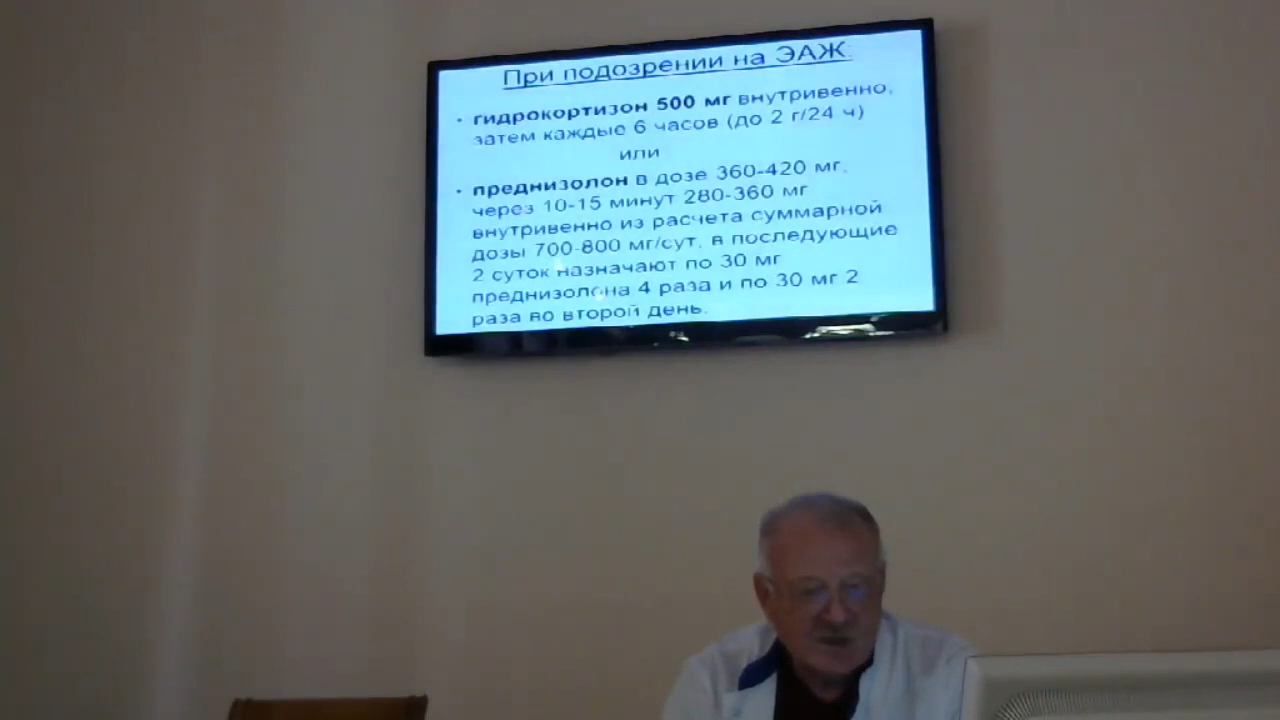 При подозрении на ЭАЖ:
• гидрокортизон 500 мг внутривенно,
затем каждые 6 часов (до 2 г/24 ч)
или
• преднизолон в дозе 360-420 мг,
через 10-15 минут 280-360 мг
внутривенно из расчета суммарной
дозы 700-800 мг/сут, в последующие
2 суток назначают по 30 мг
преднизолона 4 раза и по 30 мг 2
раза во второй день.